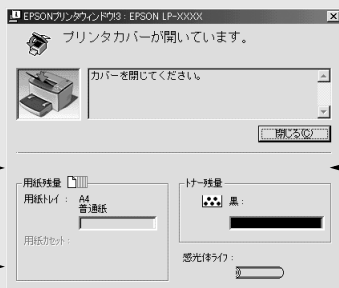 EPSONプリンタウィンドウ!3 : EPSON LP-XXXX
プリンタカバーが開いています。
カバーを閉じてください。
閉じる(C)
用紙残量
用紙トレイ : A4
普通紙
用紙カセット :
トナー残量
黒 :
感光体ライフ :